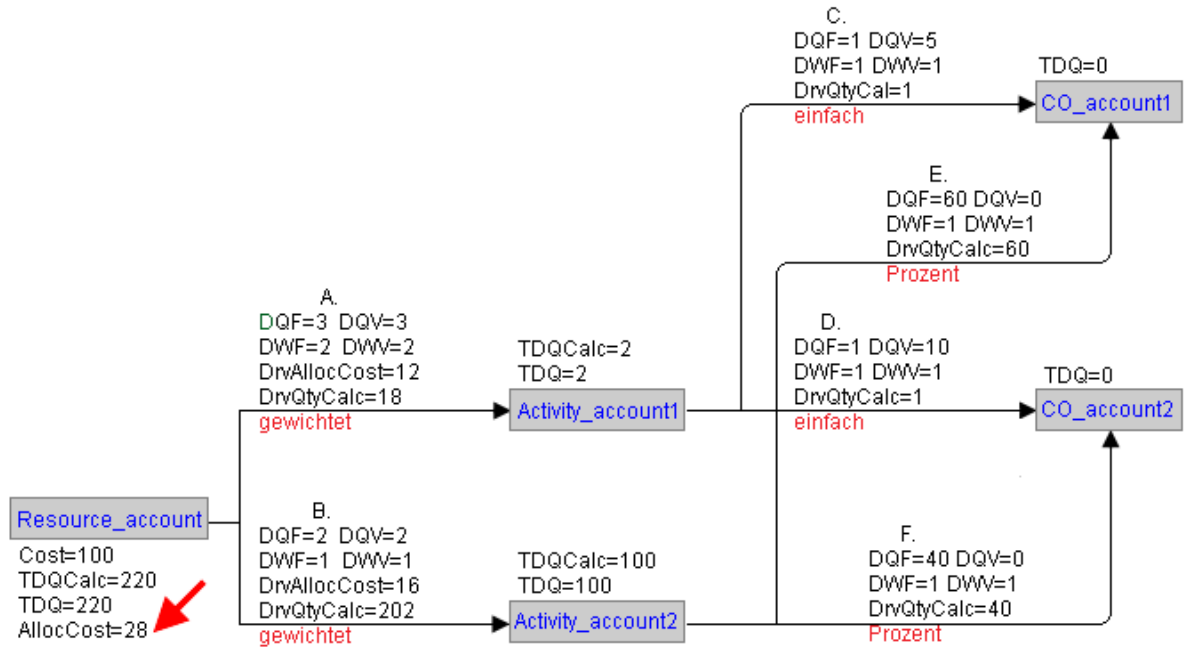 C.
DQF=1 DQV=5
DWF=1 DWV=1
DrvQtyCal=1
einfach
TDQ=0
CO_account1
E.
DQF=60 DQV=0
DWF=1 DWV=1
DrvQtyCalc=60
Prozent
A.
DQF=3 DQV=3
DWF=2 DWV=2
DrvAllocCost=12
DrvQtyCalc=18
gewichtet
TDQCalc=2
TDQ=2
Activity_account1
D.
DQF=1 DQV=10
DWF=1 DWV=1
DrvQtyCalc=1
einfach
TDQ=0
CO_account2
Resource_account
Cost=100
TDQCalc=220
TDQ=220
AllocCost=28
B.
DQF=2 DQV=2
DWF=1 DWV=1
DrvAllocCost=16
DrvQtyCalc=202
gewichtet
TDQCalc=100
TDQ=100
Activity_account2
F.
DQF=40 DQV=0
DWF=1 DWV=1
DrvQtyCalc=40
Prozent